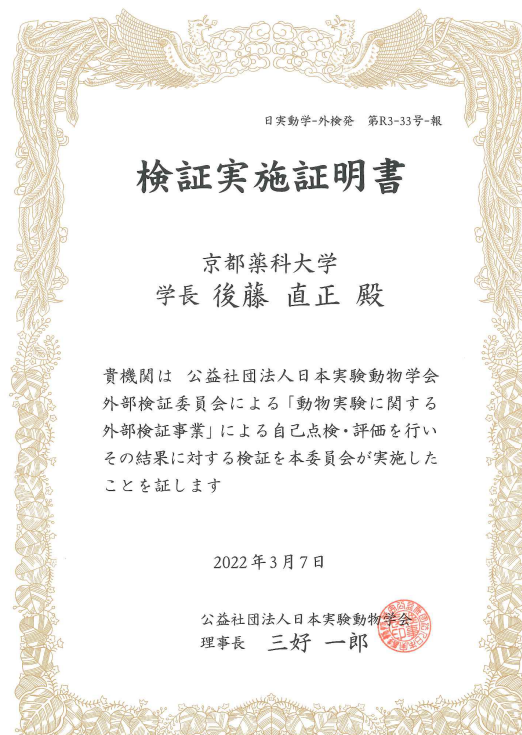 日実動学-外検発　第R3-33号-報
検証実施証明書
京都薬科大学
学長 後藤 直正 殿
貴機関は 公益社団法人日本実験動物学会
外部検証委員会による「動物実験に関する
外部検証事業」による自己点検・評価を行い
その結果に対する検証を本委員会が実施した
ことを証します
2022年3月7日
公益社団法人日本実験動物学会
理事長 三好 一郎